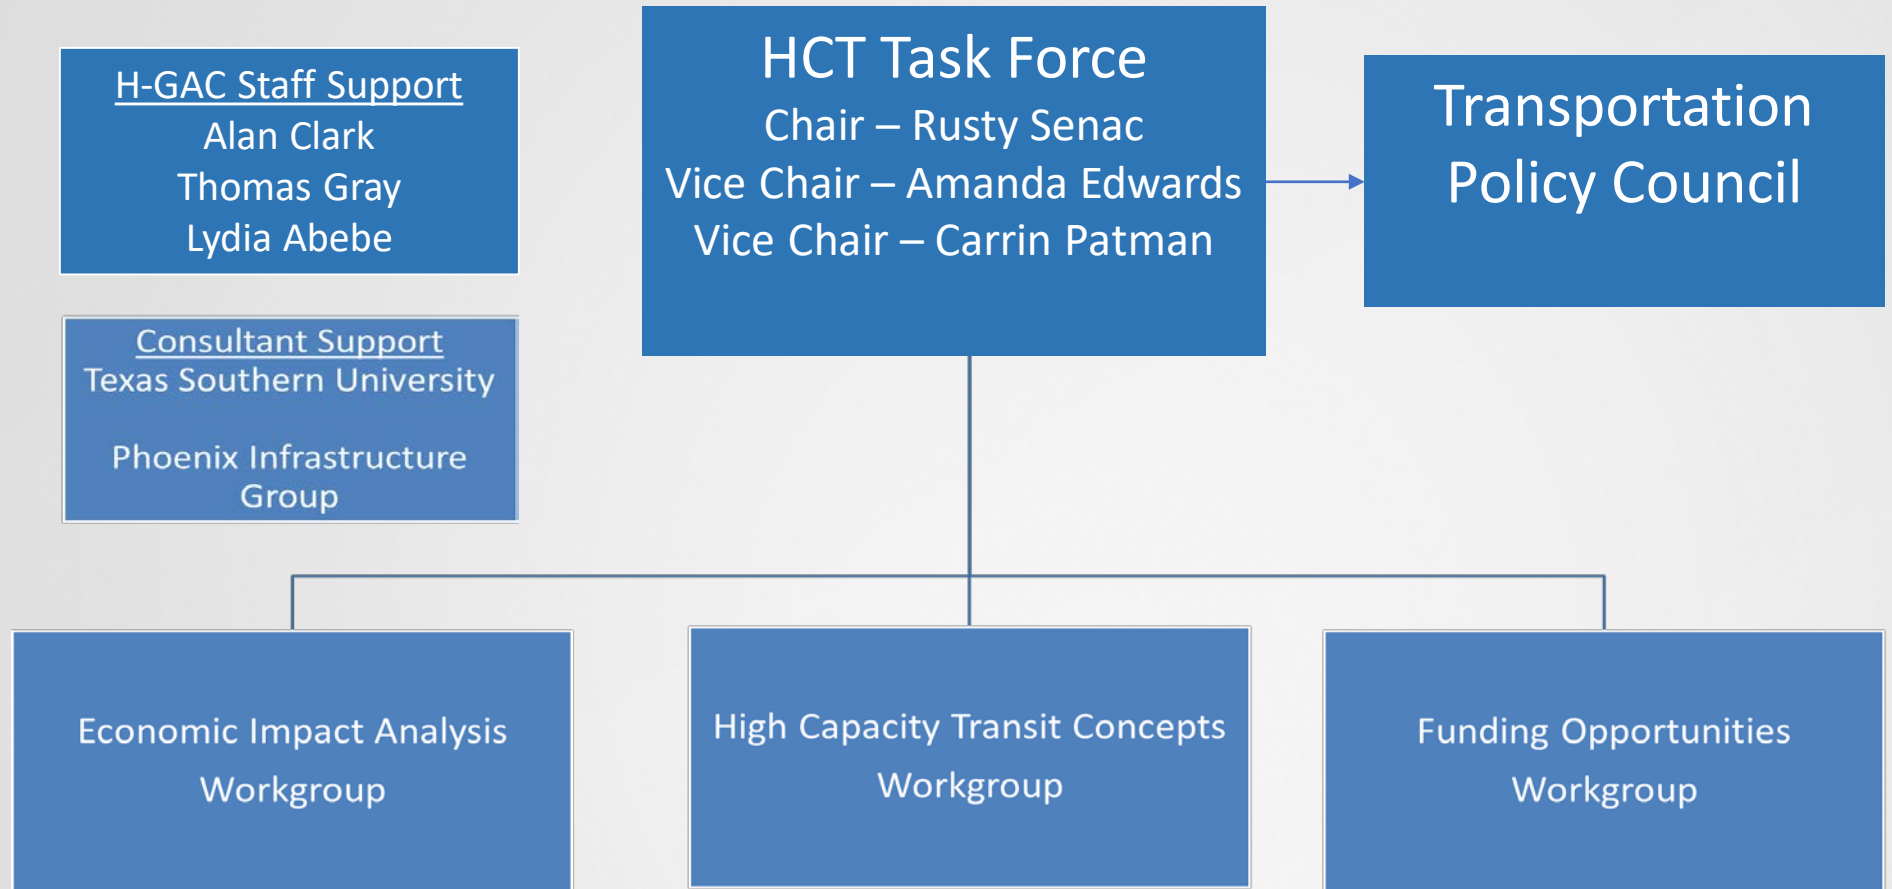 H-GAC Staff Support
Alan Clark
Thomas Gray
Lydia Abebe
Consultant Support
Texas Southern University
Phoenix Infrastructure
Group
HCT Task Force
Chair – Rusty Senac
Vice Chair – Amanda Edwards
Vice Chair – Carrin Patman
Transportation
Policy Council
Economic Impact Analysis
Workgroup
High Capacity Transit Concepts
Workgroup
Funding Opportunities
Workgroup